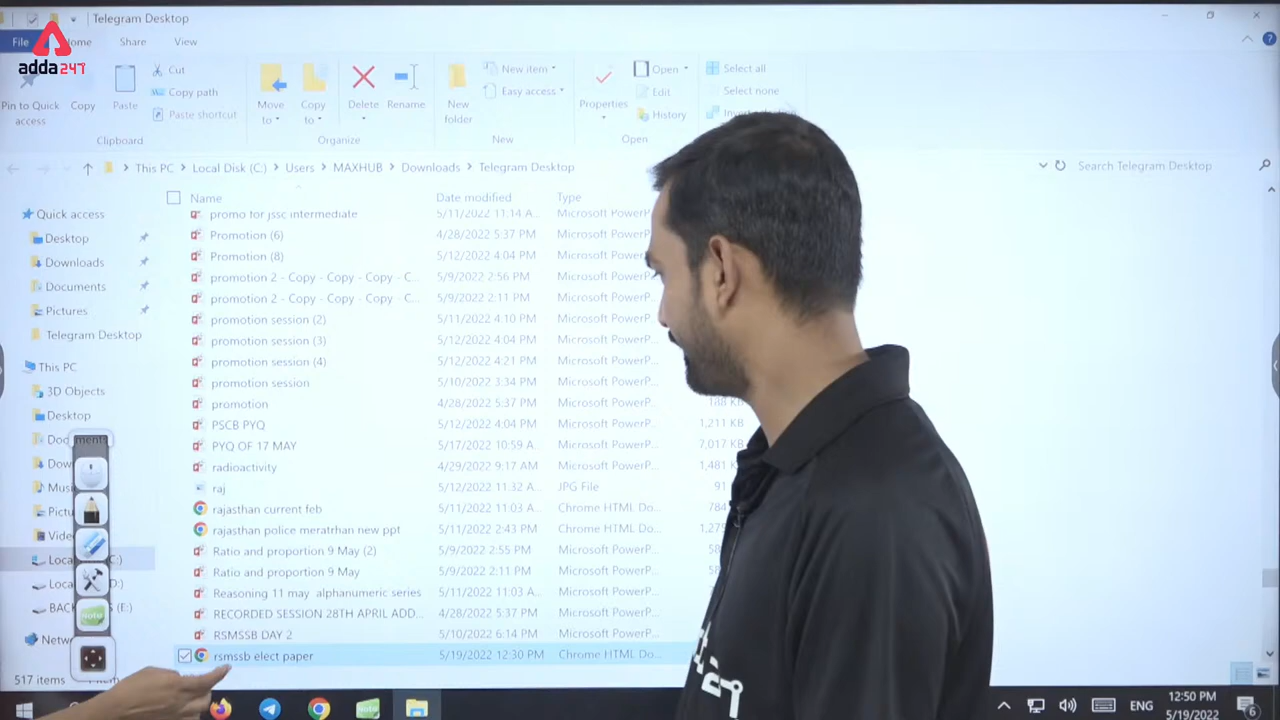 Telegram Desktop
File
Home
Share
View
adda247
Pin to Quick access
Copy
Paste
Cut
Copy path
Paste shortcut
Clipboard
Move to
Copy to
Delete
Rename
Organize
New folder
New item
Easy access
New
Properties
Open
Edit
History
Open
Select all
Select none
This PC > Local Disk (C:) > Users > MAXHUB > Downloads > Telegram Desktop
Search Telegram Desktop
Quick access
Desktop
Downloads
Documents
Pictures
Telegram Desktop
This PC
3D Objects
Desktop
Name Date modified Type
promo for jssc intermediate 5/11/2022 11:14 A... Microsoft PowerP
Promotion (6) 4/28/2022 5:37 PM Microsoft PowerP
Promotion (8) 5/12/2022 4:04 PM Microsoft PowerP
promotion 2 - Copy - Copy - Copy - C... 5/9/2022 2:56 PM Microsoft PowerP
promotion 2 - Copy - Copy - Copy - C... 5/9/2022 2:11 PM Microsoft PowerP
promotion session (2) 5/11/2022 4:10 PM Microsoft PowerP...
promotion session (3) 5/12/2022 4:04 PM Microsoft PowerP...
promotion session (4) 5/12/2022 4:21 PM Microsoft PowerP...
promotion session 5/10/2022 3:34 PM Microsoft PowerP...
promotion 4/28/2022 5:37 PM Microsoft PowerP... 188 KB
PSCB PYQ 5/12/2022 4:04 PM Microsoft PowerP... 1,211 KB
PYQ OF 17 MAY 5/17/2022 10:59 A... Microsoft PowerP... 7,017 KB
radioactivity 4/29/2022 9:17 AM Microsoft PowerP... 1,481 K
raj 5/12/2022 11:32 A... JPG File 91
rajasthan current feb 5/11/2022 11:03 A... Chrome HTML Do... 784
rajasthan police meratrhan new ppt 5/11/2022 2:43 PM Chrome HTML Do...
Ratio and proportion 9 May (2) 5/9/2022 2:55 PM Microsoft PowerP...
Ratio and proportion 9 May 5/9/2022 2:11 PM Microsoft PowerP...
Reasoning 11 may alphanumeric series 5/11/2022 11:03 A... Microsoft PowerP...
RECORDED SESSION 28TH APRIL ADD... 4/28/2022 5:37 PM Microsoft PowerP...
RSMSSB DAY 2 5/10/2022 6:14 PM Microsoft PowerP...
rsmssb elect paper 5/19/2022 12:30 PM Chrome HTML Do...
Note
517 items
ENG
12:50 PM
5/19/2022
6